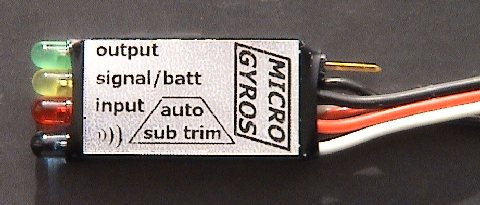 output
signal/batt
input
auto
sub trim
MICRO
GYROS